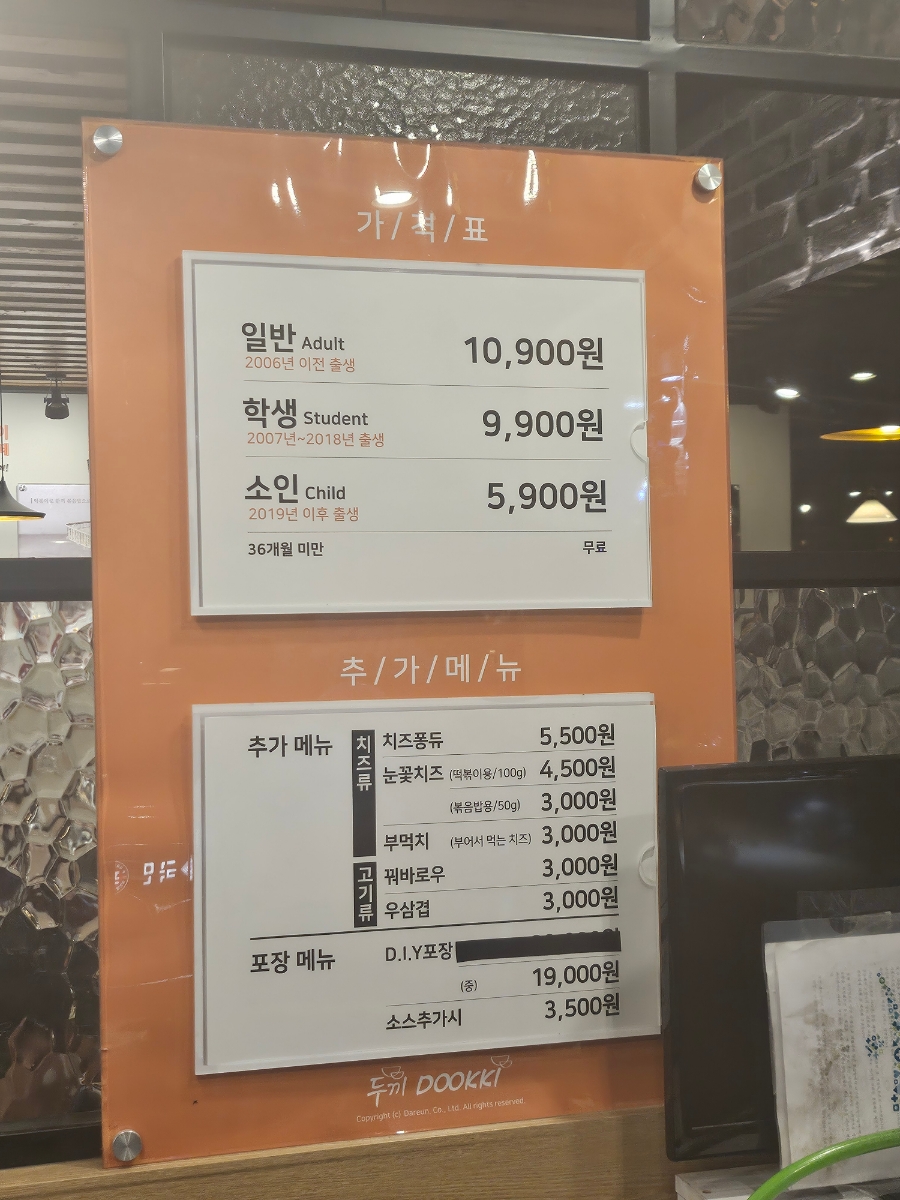 가/격/표
일반 Adult 10,900원
2006년 이전 출생
학생 Student 9,900원
2007년~2018년 출생
소인 Child 5,900원
2019년 이후 출생
36개월 미만 무료
추/가/메/뉴
추가 메뉴 치즈류 치즈퐁듀 5,500원
눈꽃치즈 (떡볶이용/100g) 4,500원
(볶음밥용/50g) 3,000원
부먹치 (부어서 먹는 치즈) 3,000원
고기류 꿔바로우 3,000원
우삼겹 3,000원
포장 메뉴 D.I.Y포장
(중) 19,000원
소스추가시 3,500원
두끼 DOOKKI
Copyright (c) Dareun. Co., Ltd. All rights reserved.